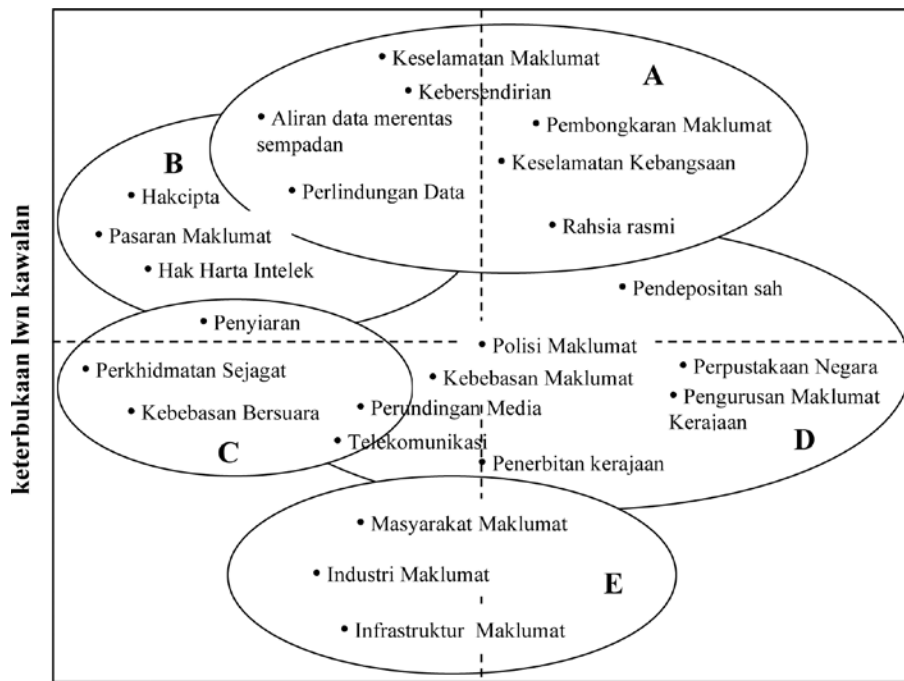 • Keselamatan Maklumat
A
• Kebersendirian
• Aliran data merentas
sempadan
• Pembongkaran Maklumat
B
• Keselamatan Kebangsaan
• Hakcipta
• Perlindungan Data
• Rahsia rasmi
• Pasaran Maklumat
• Hak Harta Intelek
• Pendepositan sah
keterbukaan lwn kawalan
• Penyiaran
• Polisi Maklumat
• Perkhidmatan Sejagat
• Perpustakaan Negara
• Kebebasan Maklumat
• Pengurusan Maklumat
Kerajaan
• Kebebasan Bersuara
• Perundingan Media
C
• Telekomunikasi
D
• Penerbitan kerajaan
• Masyarakat Maklumat
• Industri Maklumat
E
• Infrastruktur Maklumat